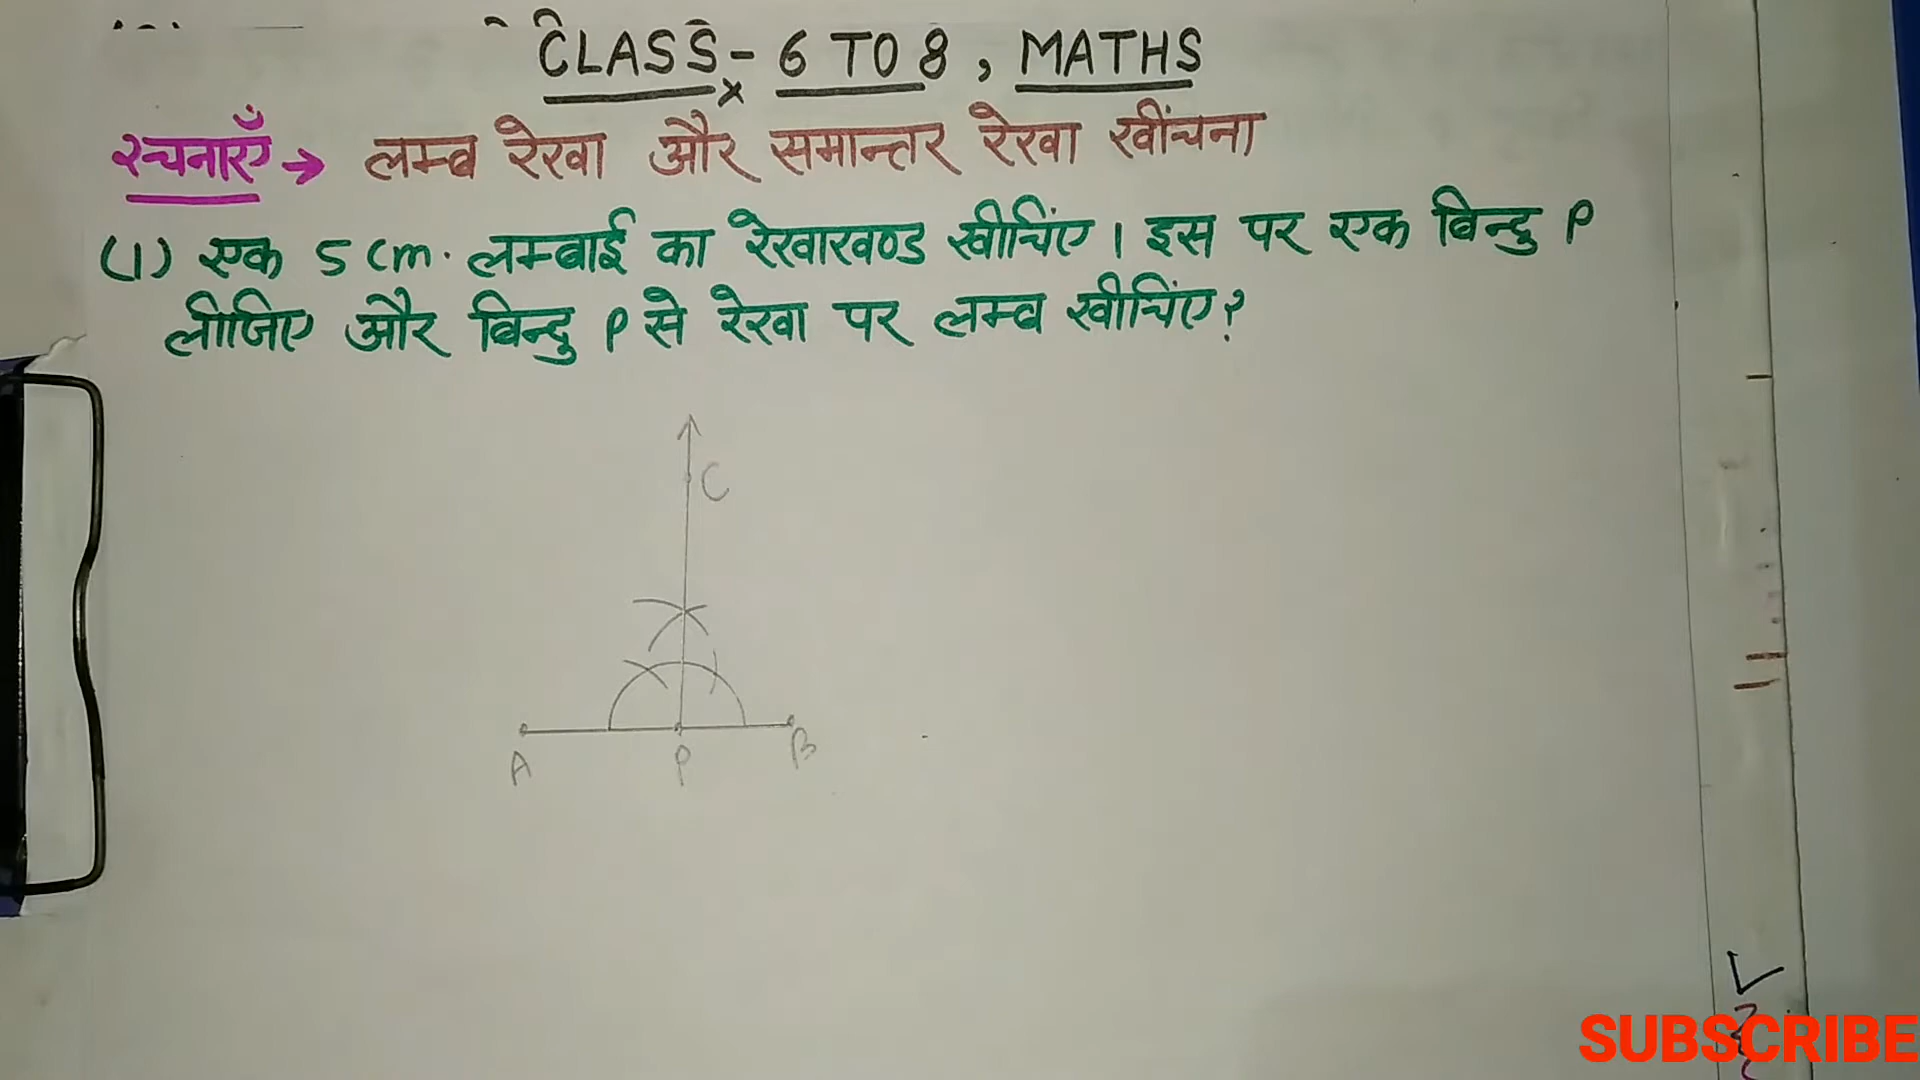 CLASS - 6 TO 8, MATHS
रचनाएँ → लम्ब रेखा और समान्तर रेखा खींचना
(1) एक 5 cm. लम्बाई का रेखाखण्ड खीचिंए। इस पर एक विन्दु P
लीजिए और विन्दु P से रेखा पर लम्ब खीचिंए?
C
A P B
SUBSCRIBE